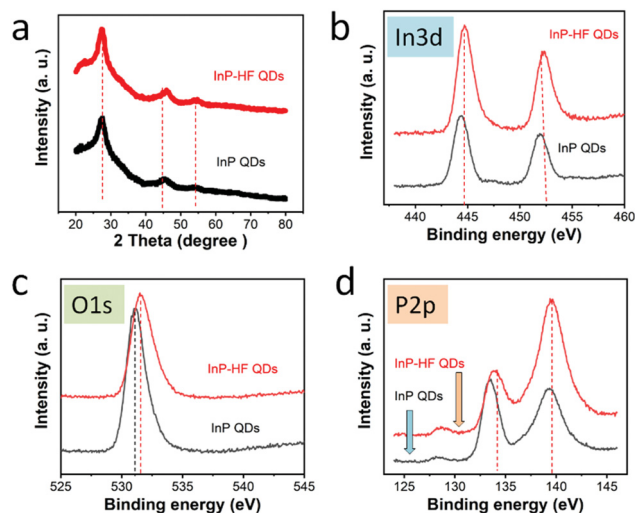 a
Intensity (a. u.)
InP-HF QDs
InP QDs
20 30 40 50 60 70 80
2 Theta (degree )
b
In3d
Intensity (a. u.)
InP-HF QDs
InP QDs
440 445 450 455 460
Binding energy (eV)
c
O1s
Intensity (a. u.)
InP-HF QDs
InP QDs
525 530 535 540 545
Binding energy (eV)
d
P2p
Intensity (a. u.)
InP-HF QDs
InP QDs
125 130 135 140 145
Binding energy (eV)